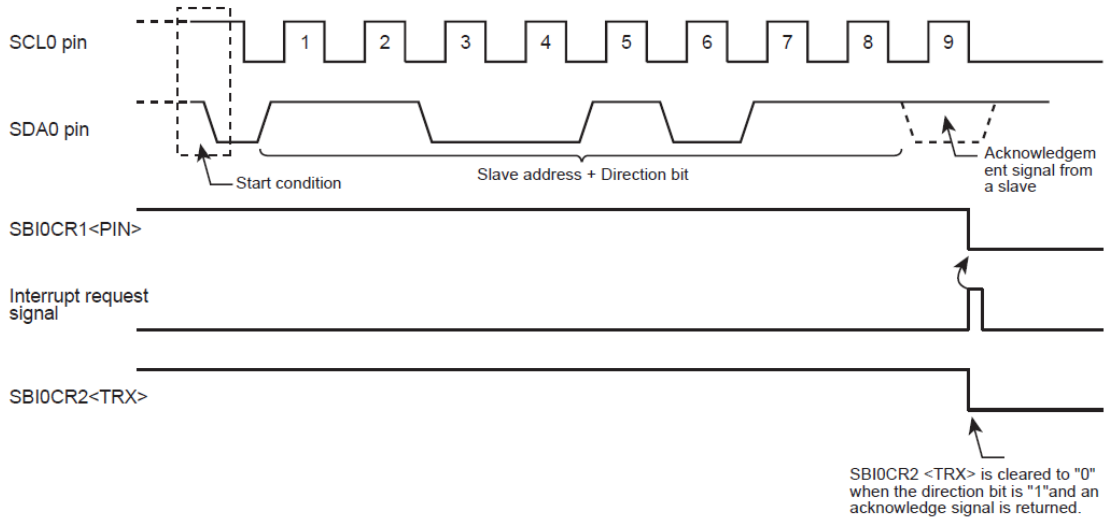 SCL0 pin
1 2 3 4 5 6 7 8 9
SDA0 pin
Start condition
Slave address + Direction bit
Acknowledgem
ent signal from
a slave
SBI0CR1<PIN>
Interrupt request
signal
SBI0CR2<TRX>
SBI0CR2 <TRX> is cleared to "0"
when the direction bit is "1"and an
acknowledge signal is returned.